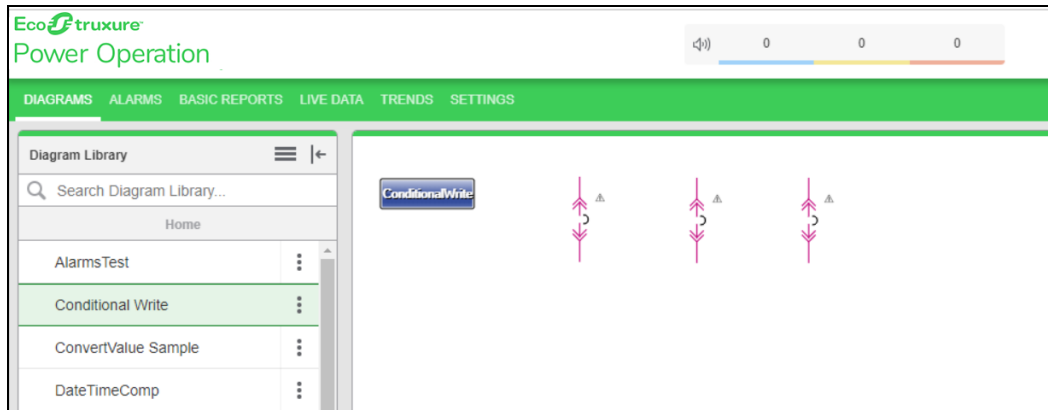 EcoStruxure
Power Operation
0 0 0
DIAGRAMS ALARMS BASIC REPORTS LIVE DATA TRENDS SETTINGS
Diagram Library
Search Diagram Library...
Home
AlarmsTest
Conditional Write
ConvertValue Sample
DateTimeComp
ConditionalWrite